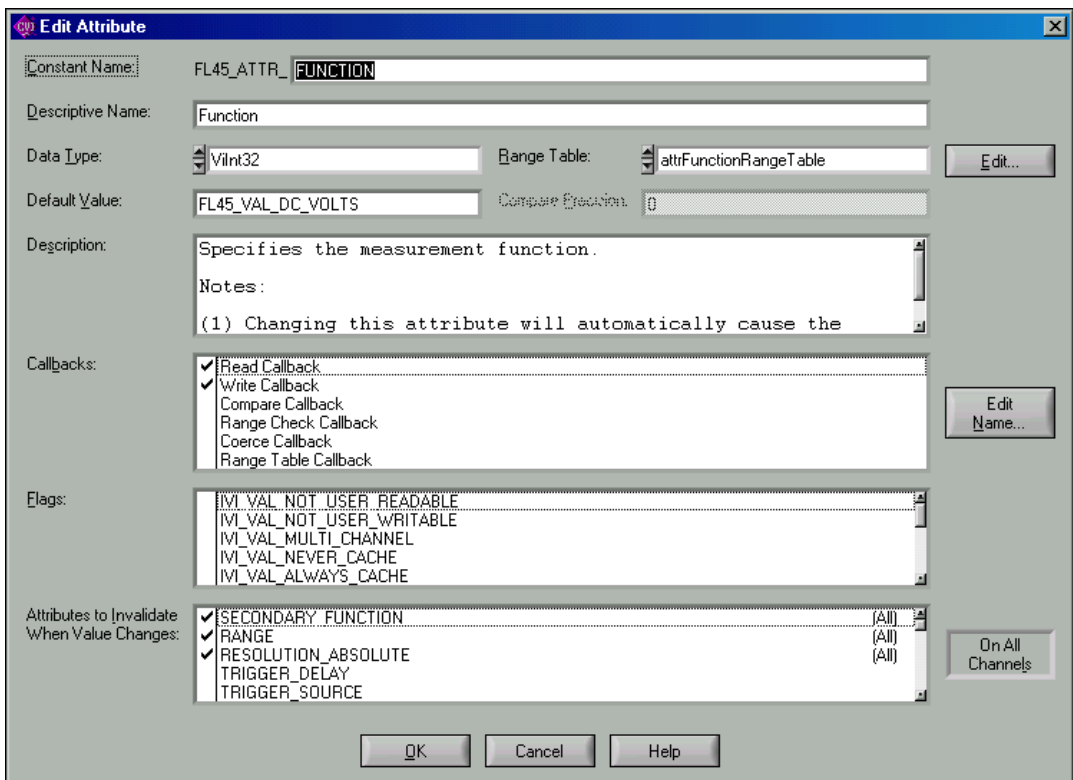 CVI Edit Attribute
Constant Name: FL45_ATTR_ FUNCTION
Descriptive Name: Function
Data Type: ViInt32 Range Table: attrFunctionRangeTable Edit...
Default Value: FL45_VAL_DC_VOLTS Compare Precision: 0
Description: Specifies the measurement function.
Notes:
(1) Changing this attribute will automatically cause the
Callbacks: Read Callback
Write Callback
Compare Callback
Range Check Callback
Coerce Callback
Range Table Callback
Edit
Name...
Flags: IVI_VAL_NOT_USER_READABLE
IVI_VAL_NOT_USER_WRITABLE
IVI_VAL_MULTI_CHANNEL
IVI_VAL_NEVER_CACHE
IVI_VAL_ALWAYS_CACHE
Attributes to Invalidate
When Value Changes:
SECONDARY_FUNCTION (All)
RANGE (All)
RESOLUTION_ABSOLUTE (All)
TRIGGER_DELAY
TRIGGER_SOURCE
On All
Channels
OK Cancel Help